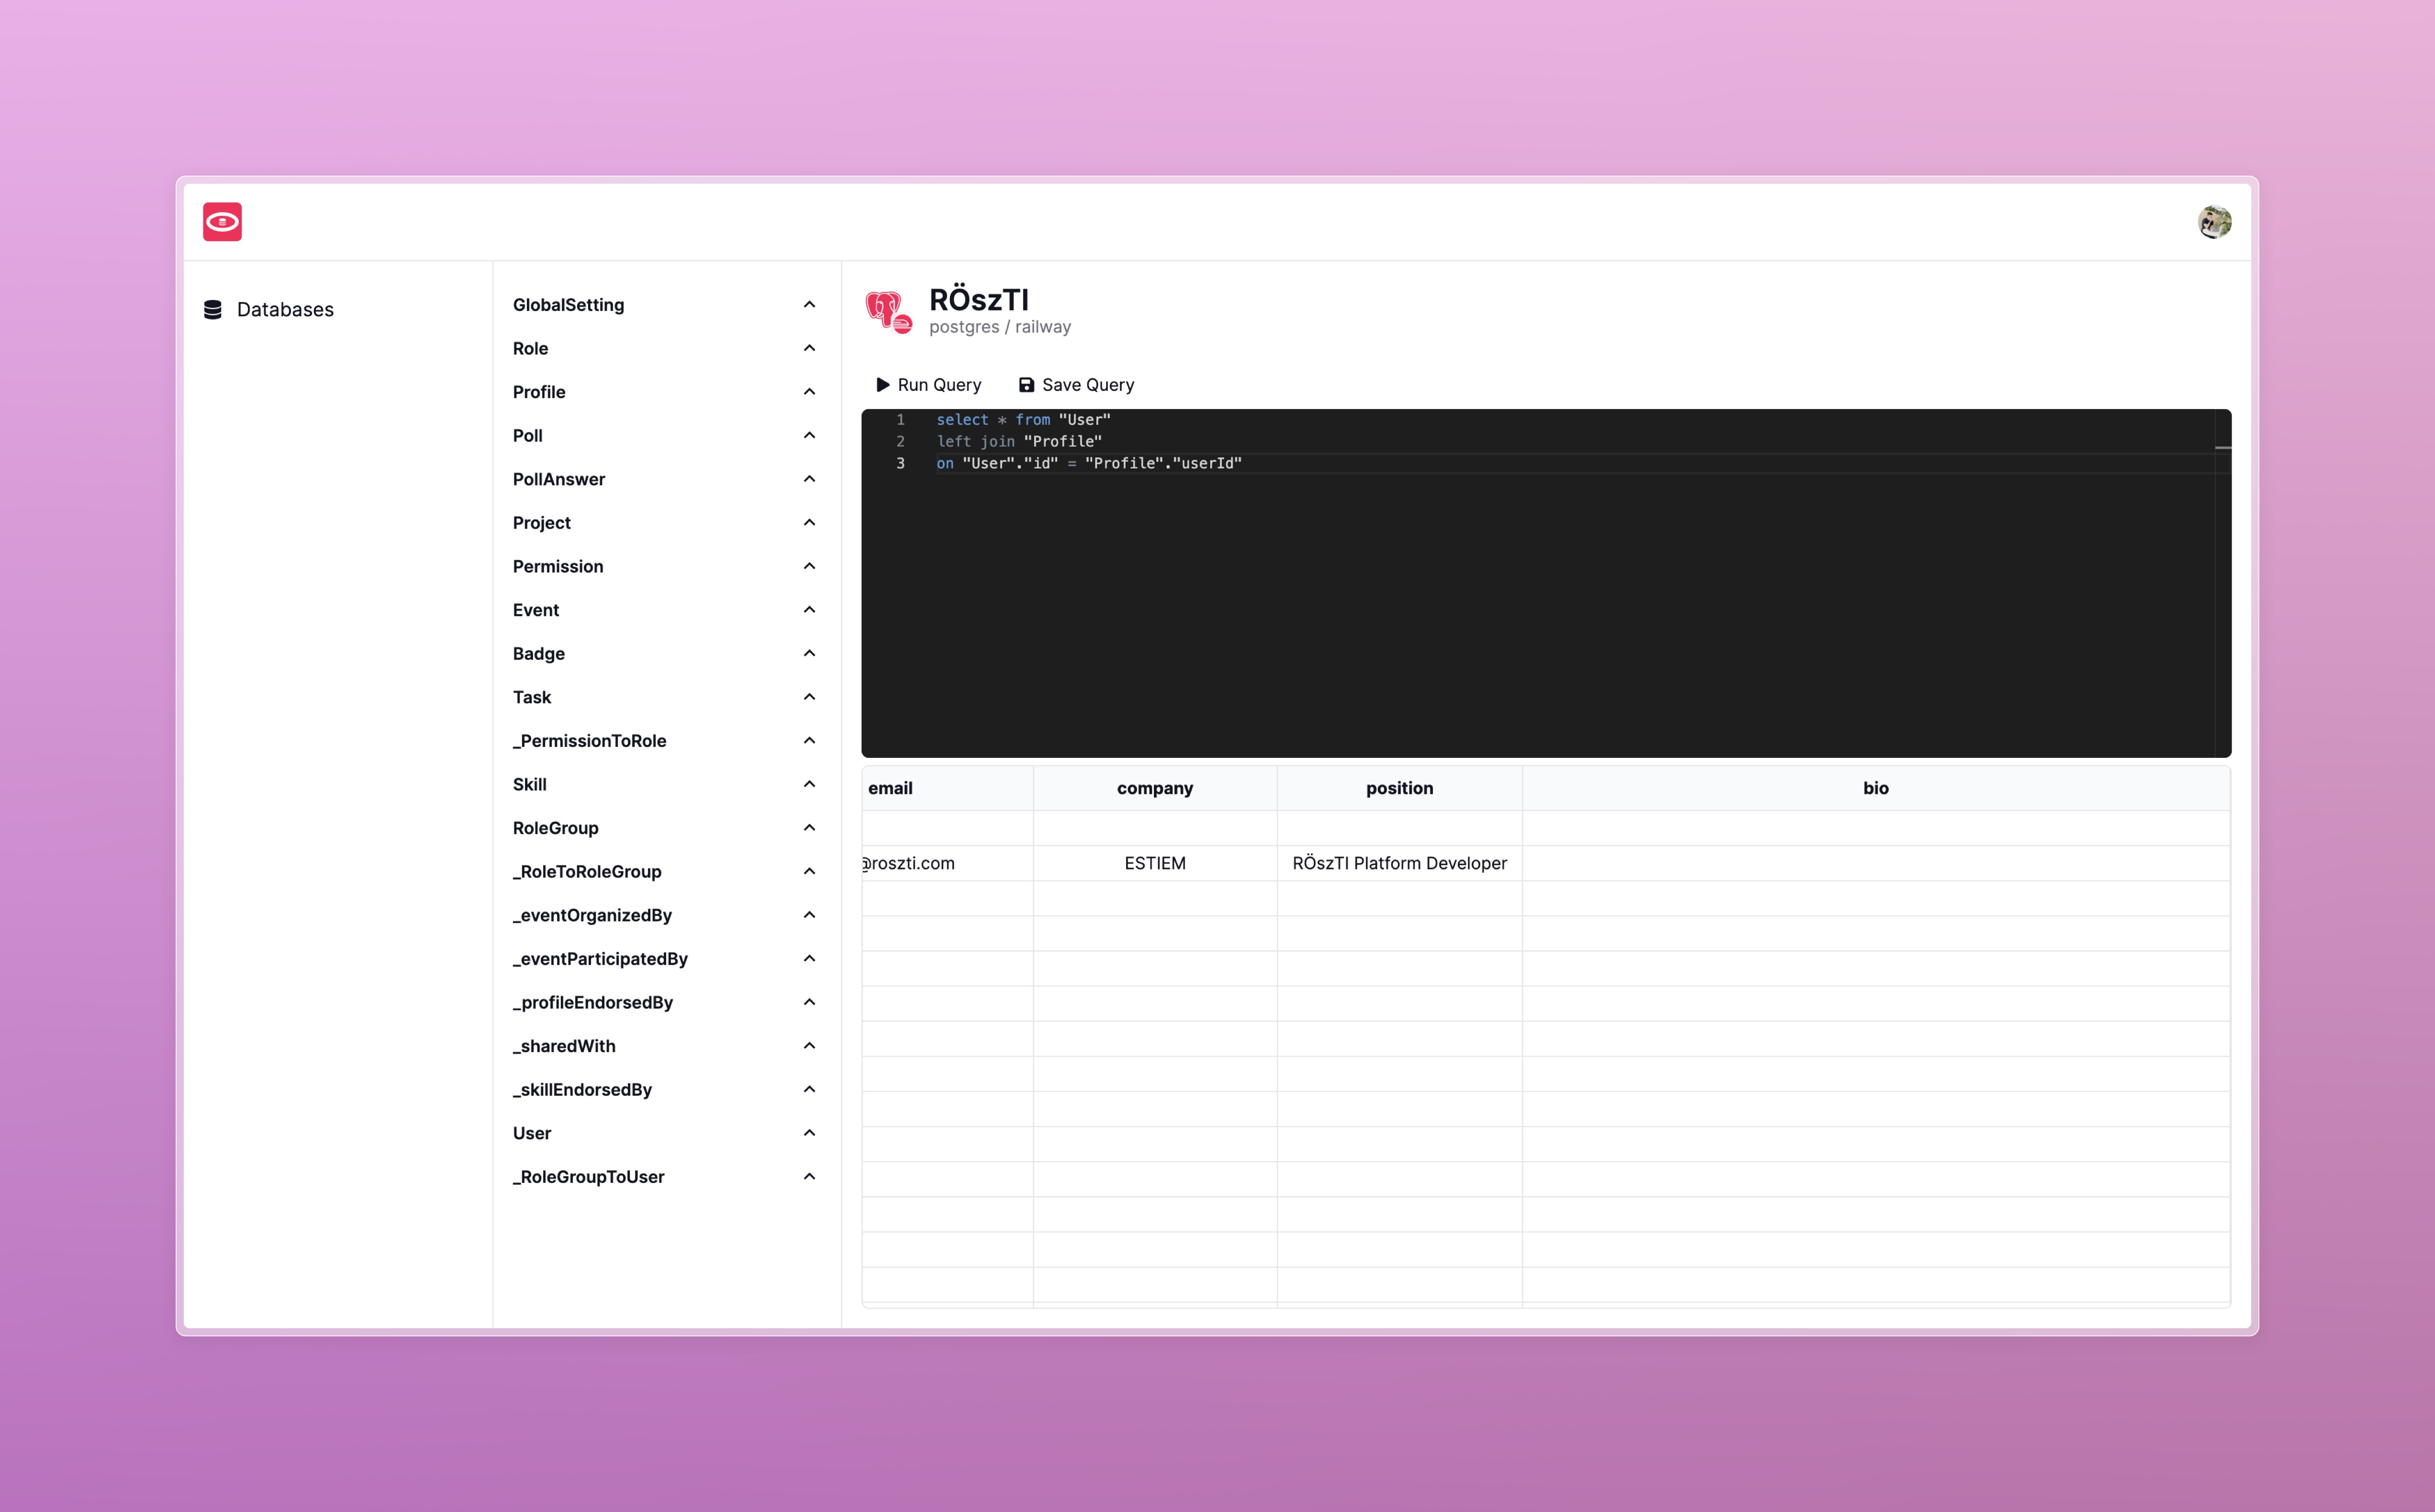 Databases
GlobalSetting
Role
Profile
Poll
PollAnswer
Project
Permission
Event
Badge
Task
_PermissionToRole
Skill
RoleGroup
_RoleToRoleGroup
_eventOrganizedBy
_eventParticipatedBy
_profileEndorsedBy
_sharedWith
_skillEndorsedBy
User
_RoleGroupToUser
RÖszTI
postgres / railway
Run Query Save Query
1 select * from "User"
2 left join "Profile"
3 on "User"."id" = "Profile"."userId"
email company position bio
@roszti.com ESTIEM RÖszTI Platform Developer